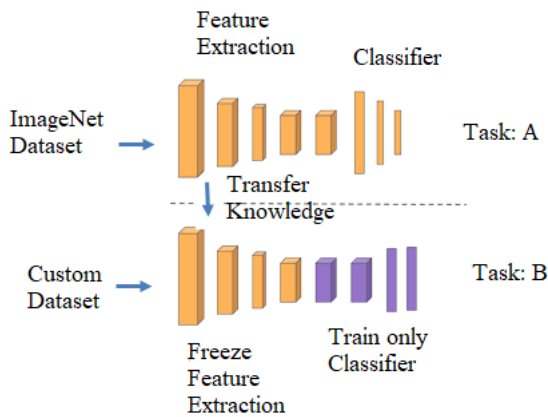 Feature
Extraction
Classifier
ImageNet
Dataset
Task: A
Transfer
Knowledge
Custom
Dataset
Task: B
Train only
Classifier
Freeze
Feature
Extraction